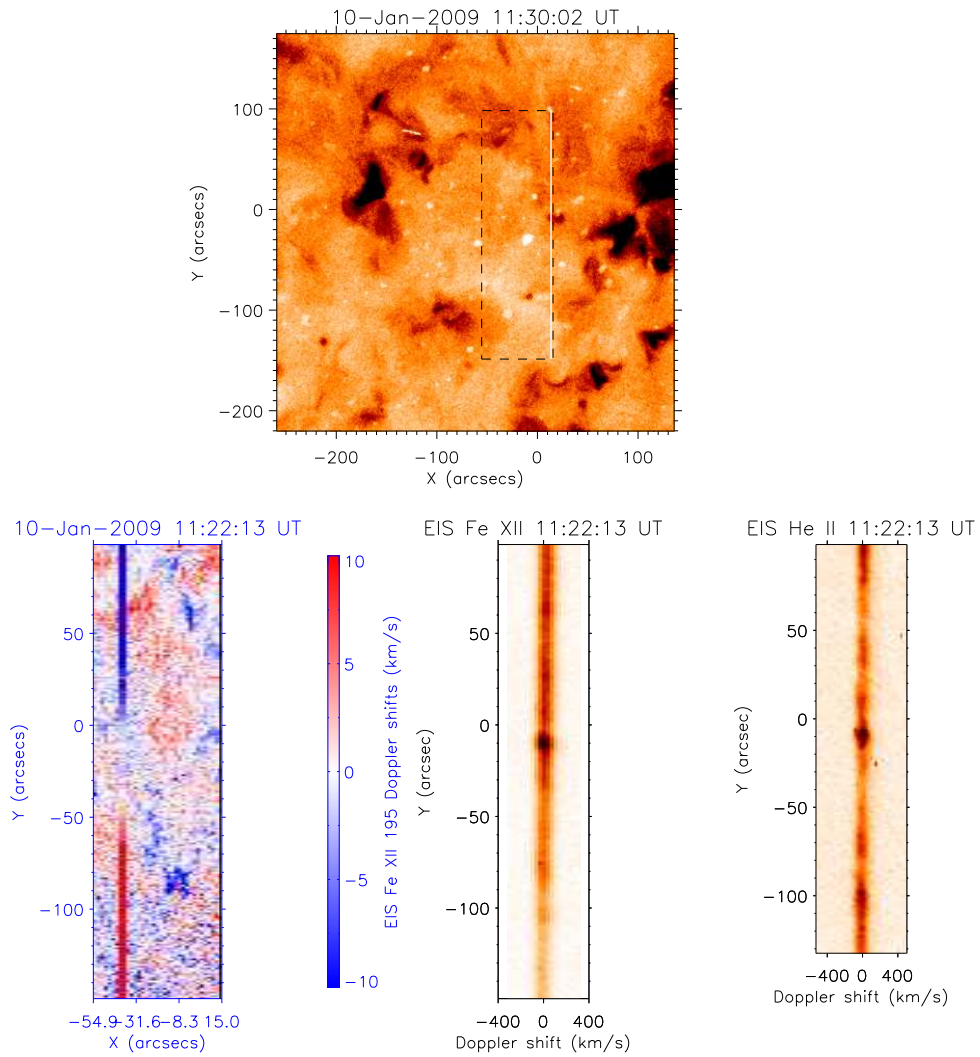 10-Jan-2009 11:30:02 UT
100
0
-100
-200
Y (arcsecs)
-200 -100 0 100
X (arcsecs)
10-Jan-2009 11:22:13 UT
50
0
-50
-100
Y (arcsecs)
-54.9 -31.6 -8.3 15.0
X (arcsecs)
10
5
0
-5
-10
EIS Fe XII 195 Doppler shifts (km/s)
EIS Fe XII 11:22:13 UT
50
0
-50
-100
Y (arcsec)
-400 0 400
Doppler shift (km/s)
EIS He II 11:22:13 UT
50
0
-50
-100
Y (arcsec)
-400 0 400
Doppler shift (km/s)